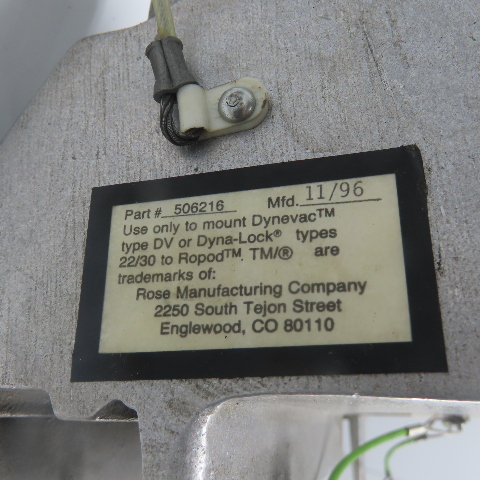 Part # 506216 Mfd. 11/96
Use only to mount Dynevac™
type DV or Dyna-Lock® types
22/30 to Ropod™ TM/® are
trademarks of:
Rose Manufacturing Company
2250 South Tejon Street
Englewood, CO 80110